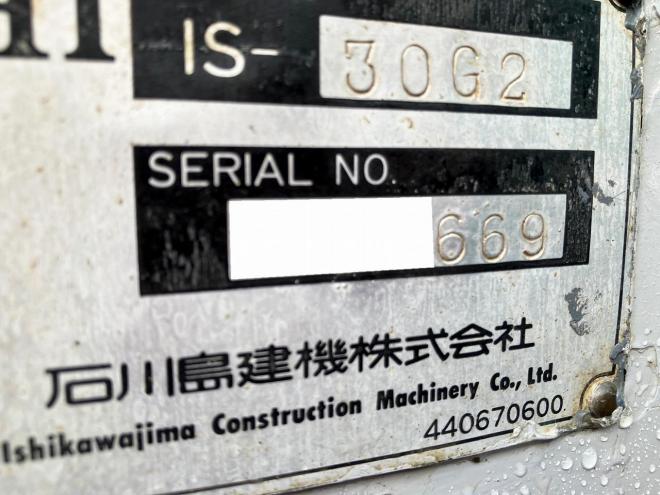 IS- 30G2
SERIAL NO.
669
石川島建機株式会社
Ishikawajima Construction Machinery Co., Ltd.
440670600